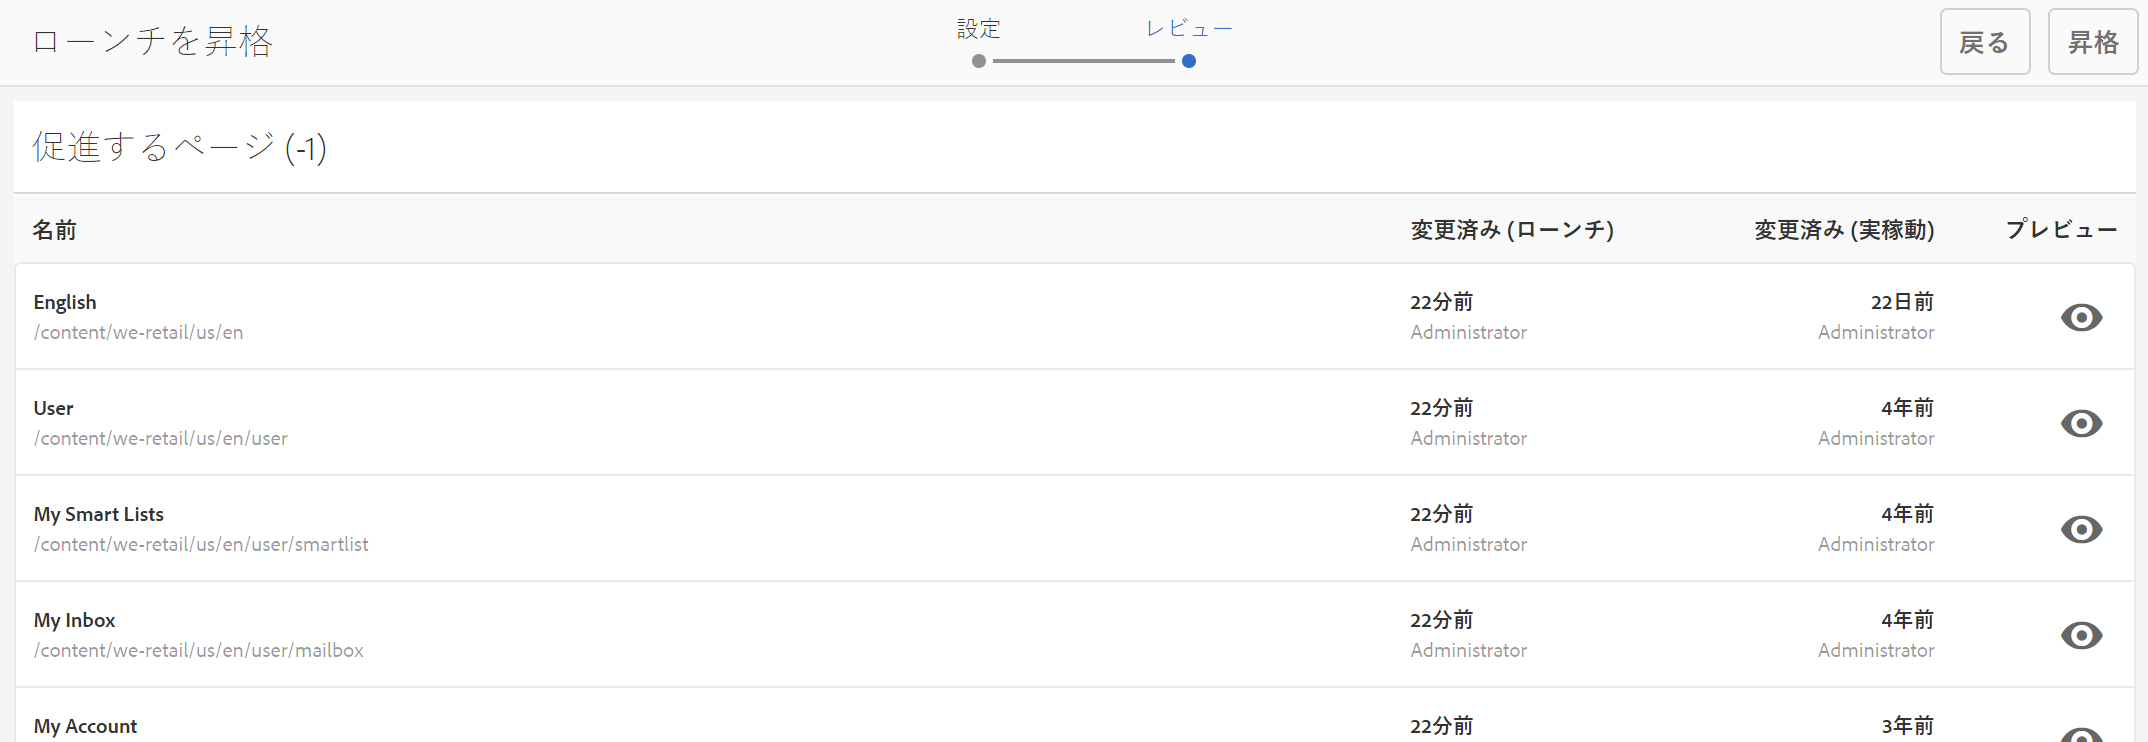 ローンチを昇格
設定
レビュー
戻る
昇格
促進するページ (-1)
名前
変更済み (ローンチ)
変更済み (実稼動)
プレビュー
English
22分前
22日前
/content/we-retail/us/en
Administrator
Administrator
User
22分前
4年前
/content/we-retail/us/en/user
Administrator
Administrator
My Smart Lists
22分前
4年前
/content/we-retail/us/en/user/smartlist
Administrator
Administrator
My Inbox
22分前
4年前
/content/we-retail/us/en/user/mailbox
Administrator
Administrator
My Account
22分前
3年前